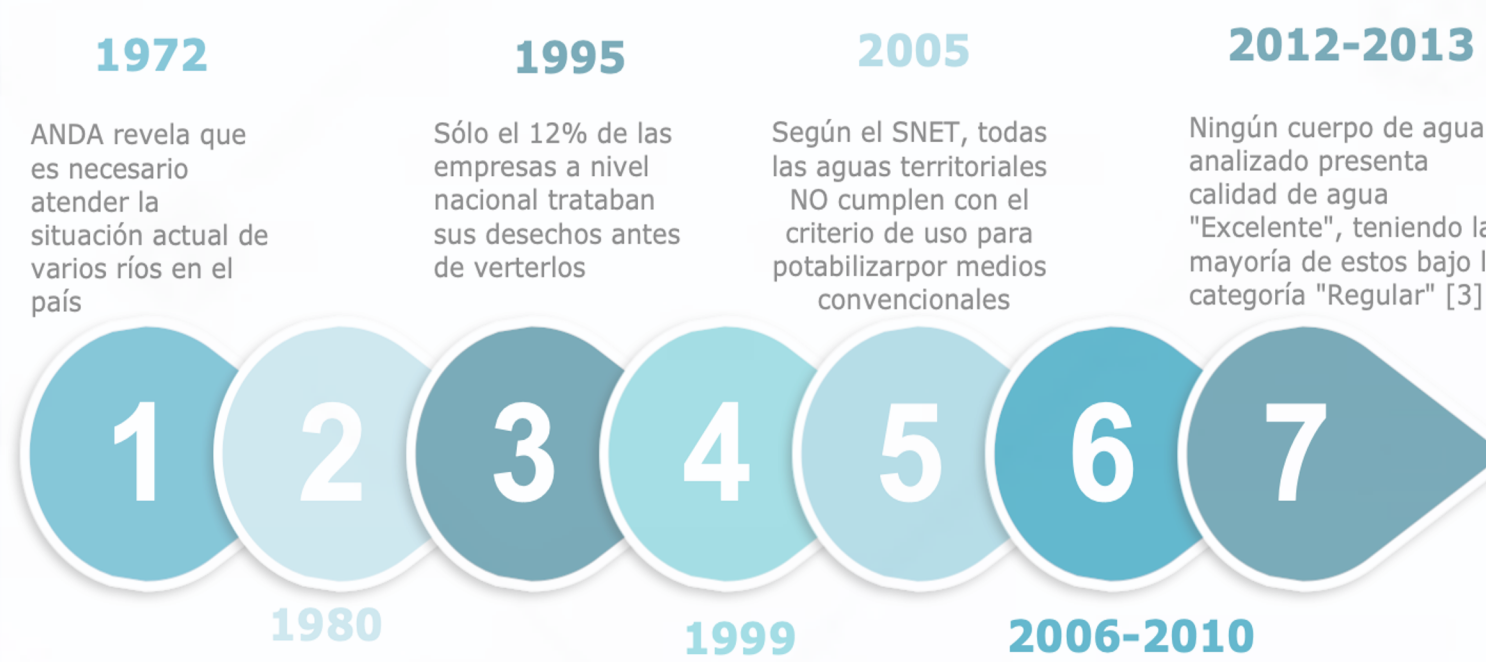 1972
ANDA revela que
es necesario
atender la
situación actual de
varios ríos en el
país
1995
Sólo el 12% de las
empresas a nivel
nacional trataban
sus desechos antes
de verterlos
2005
Según el SNET, todas
las aguas territoriales
NO cumplen con el
criterio de uso para
potabilizarpor medios
convencionales
2012-2013
Ningún cuerpo de agua
analizado presenta
calidad de agua
"Excelente", teniendo
mayoría de estos bajo
categoría "Regular" [3]
1
2
3
4
5
6
7
1980
1999
2006-2010